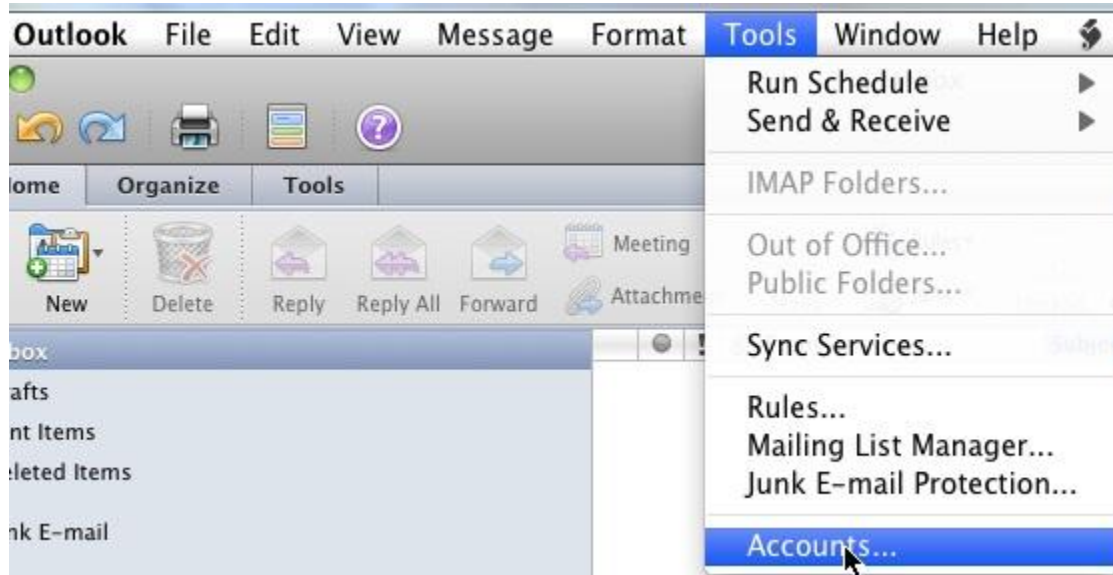 Outlook File Edit View Message Format Tools Window Help
Run Schedule
Send & Receive
IMAP Folders...
Out of Office...
Public Folders...
Sync Services...
Rules...
Mailing List Manager...
Junk E-mail Protection...
Accounts...
ome Organize Tools
New Delete Reply Reply All Forward
Meeting
Attachme
box
afts
nt Items
eleted Items
nk E-mail